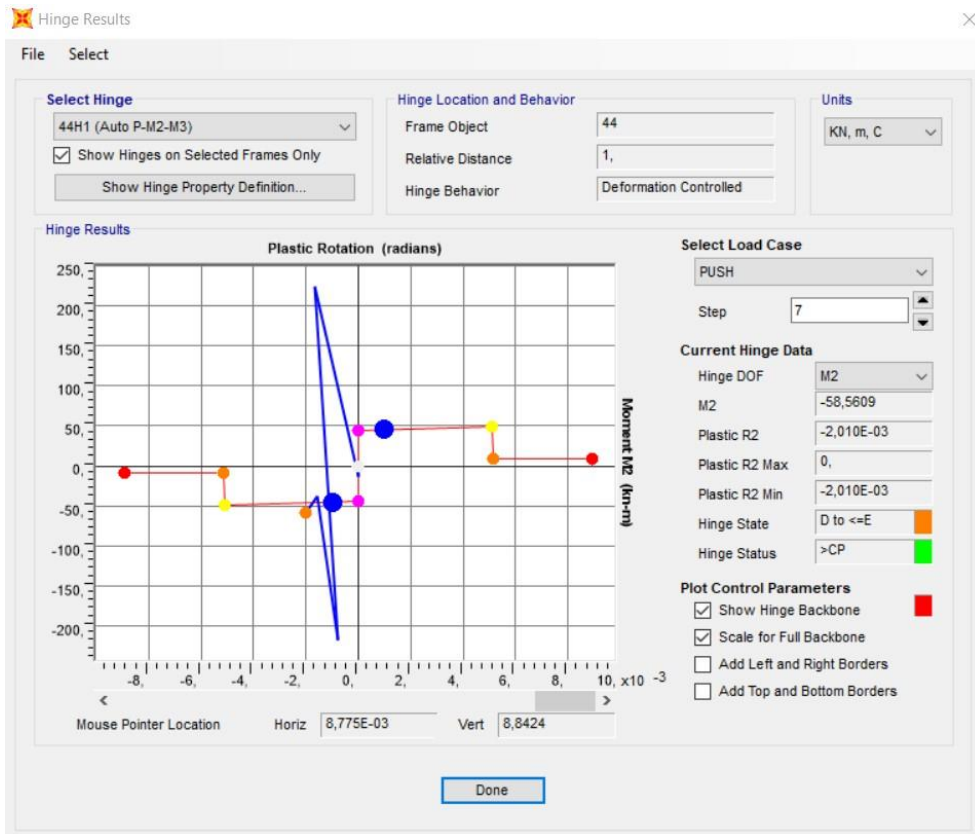 Hinge Results
File Select
Select Hinge
44H1 (Auto P-M2-M3)
Show Hinges on Selected Frames Only
Show Hinge Property Definition...
Hinge Location and Behavior
Frame Object 44
Relative Distance 1,
Hinge Behavior Deformation Controlled
Units
KN, m, C
Hinge Results
Plastic Rotation (radians)
250,
200,
150,
100,
50,
0,
-50,
-100,
-150,
-200,
Moment M2 (kn-m)
-8, -6, -4, -2, 0, 2, 4, 6, 8, 10, x10 -3
Mouse Pointer Location Horiz 8,775E-03 Vert 8,8424
Select Load Case
PUSH
Step 7
Current Hinge Data
Hinge DOF M2
M2 -58,5609
Plastic R2 -2,010E-03
Plastic R2 Max 0,
Plastic R2 Min -2,010E-03
Hinge State D to <=E
Hinge Status >CP
Plot Control Parameters
Show Hinge Backbone
Scale for Full Backbone
Add Left and Right Borders
Add Top and Bottom Borders
Done